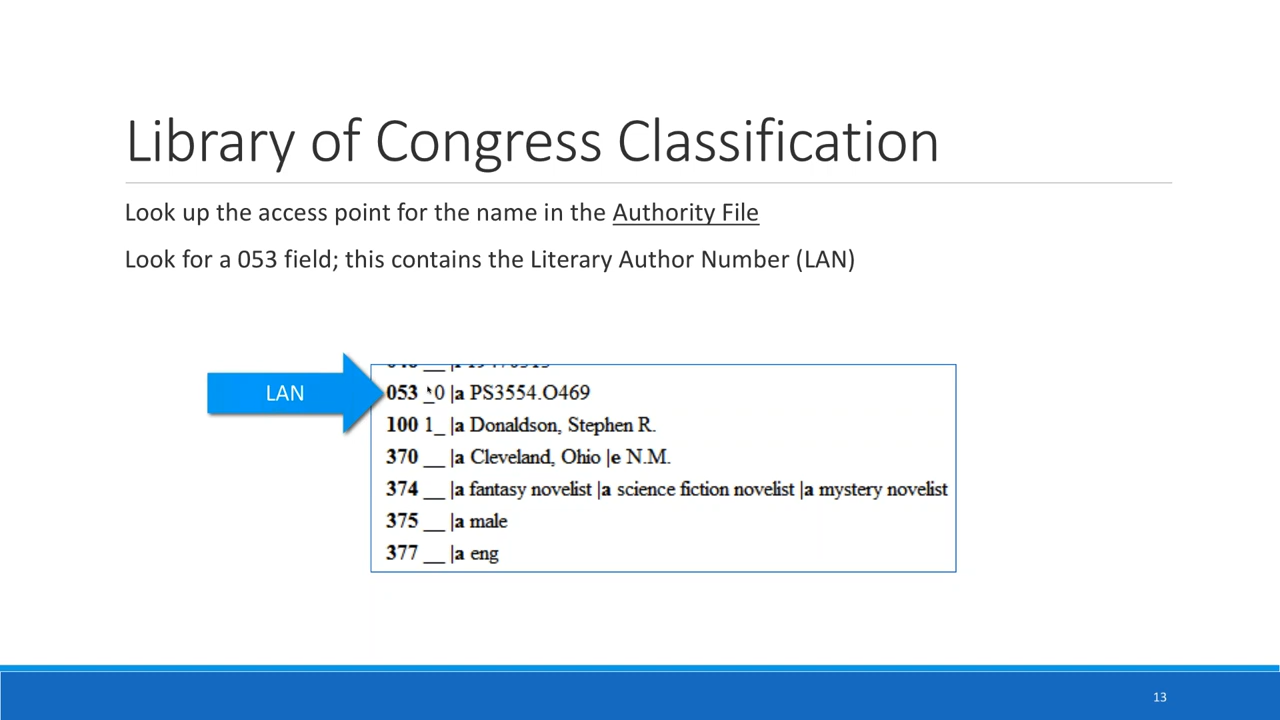 Library of Congress Classification
Look up the access point for the name in the Authority File
Look for a 053 field; this contains the Literary Author Number (LAN)
LAN
053 _0 |a PS3554.O469
100 1_ |a Donaldson, Stephen R.
370 __ |a Cleveland, Ohio |e N.M.
374 __ |a fantasy novelist |a science fiction novelist |a mystery novelist
375 __ |a male
377 __ |a eng
13